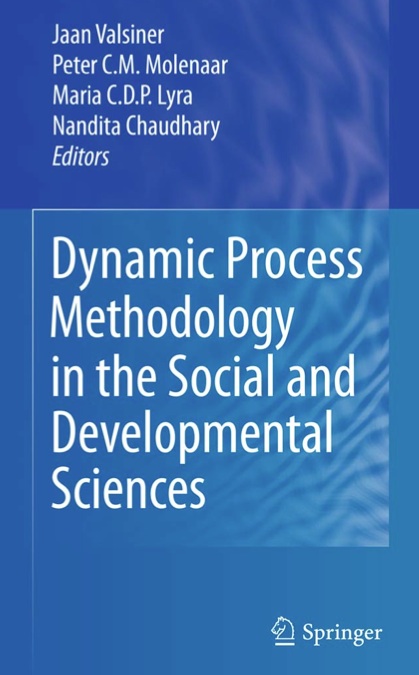 Jaan Valsiner
Peter C.M. Molenaar
Maria C.D.P. Lyra
Nandita Chaudhary
Editors
Dynamic Process
Methodology
in the Social and
Developmental
Sciences
Springer